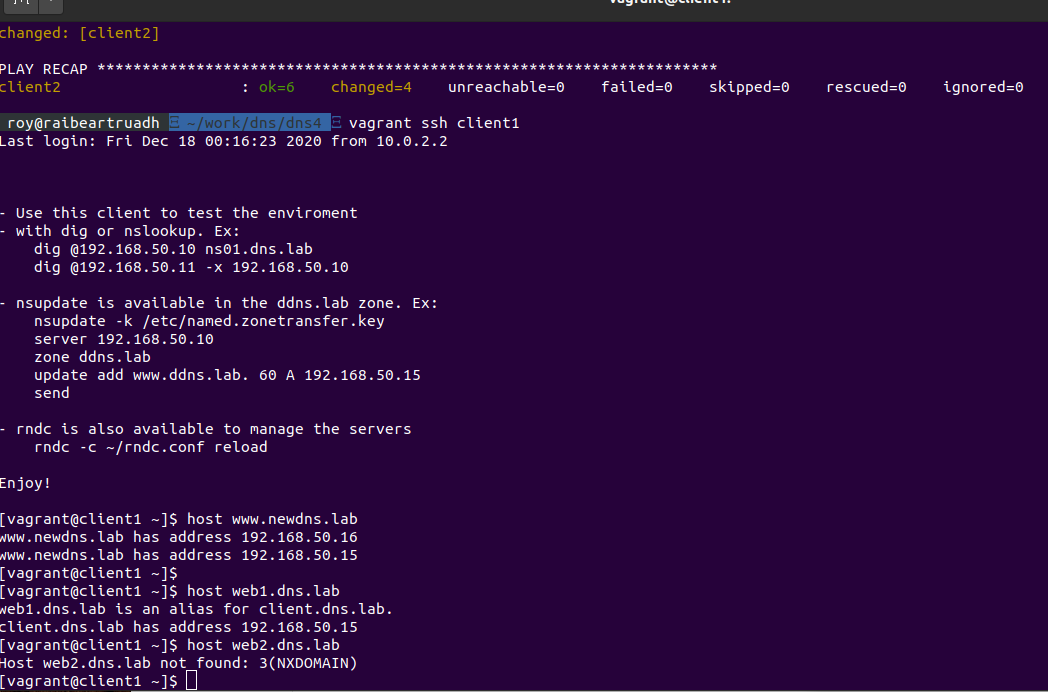 vagrant@client1:
changed: [client2]
PLAY RECAP *********************************************************************
client2 : ok=6 changed=4 unreachable=0 failed=0 skipped=0 rescued=0 ignored=0
roy@raibeartruadh Ξ ~/work/dns/dns4 Ξ vagrant ssh client1
Last login: Fri Dec 18 00:16:23 2020 from 10.0.2.2
- Use this client to test the enviroment
- with dig or nslookup. Ex:
dig @192.168.50.10 ns01.dns.lab
dig @192.168.50.11 -x 192.168.50.10
- nsupdate is available in the ddns.lab zone. Ex:
nsupdate -k /etc/named.zonetransfer.key
server 192.168.50.10
zone ddns.lab
update add www.ddns.lab. 60 A 192.168.50.15
send
- rndc is also available to manage the servers
rndc -c ~/rndc.conf reload
Enjoy!
[vagrant@client1 ~]$ host www.newdns.lab
www.newdns.lab has address 192.168.50.16
www.newdns.lab has address 192.168.50.15
[vagrant@client1 ~]$
[vagrant@client1 ~]$ host web1.dns.lab
web1.dns.lab is an alias for client.dns.lab.
client.dns.lab has address 192.168.50.15
[vagrant@client1 ~]$ host web2.dns.lab
Host web2.dns.lab not found: 3(NXDOMAIN)
[vagrant@client1 ~]$